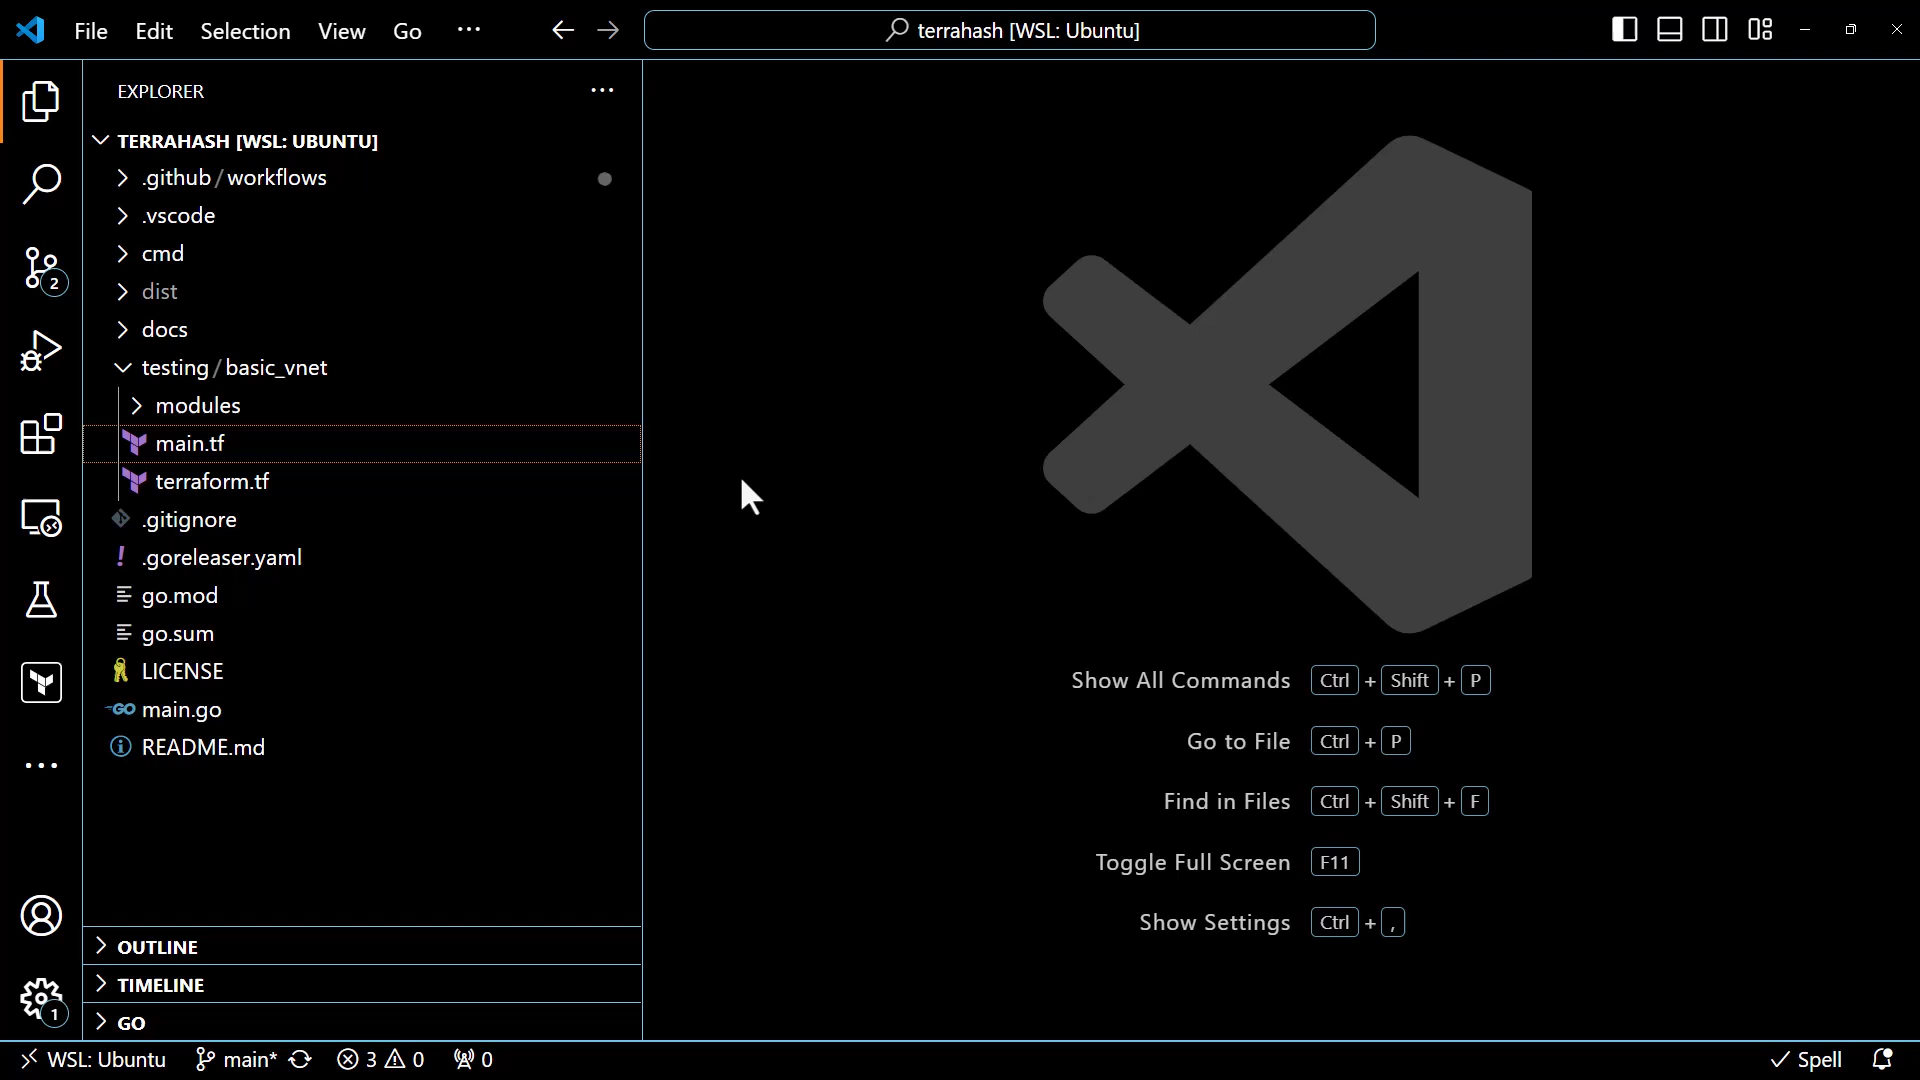 File Edit Selection View Go ··· terrahash [WSL: Ubuntu]
EXPLORER ···
TERRAHASH [WSL: UBUNTU]
.github / workflows
.vscode
cmd
dist
docs
testing / basic_vnet
modules
main.tf
terraform.tf
.gitignore
.goreleaser.yaml
go.mod
go.sum
LICENSE
GO main.go
README.md
2
Show All Commands Ctrl + Shift + P
Go to File Ctrl + P
Find in Files Ctrl + Shift + F
Toggle Full Screen F11
Show Settings Ctrl + ,
OUTLINE
TIMELINE
GO
1
WSL: Ubuntu main* 3 0 0 Spell